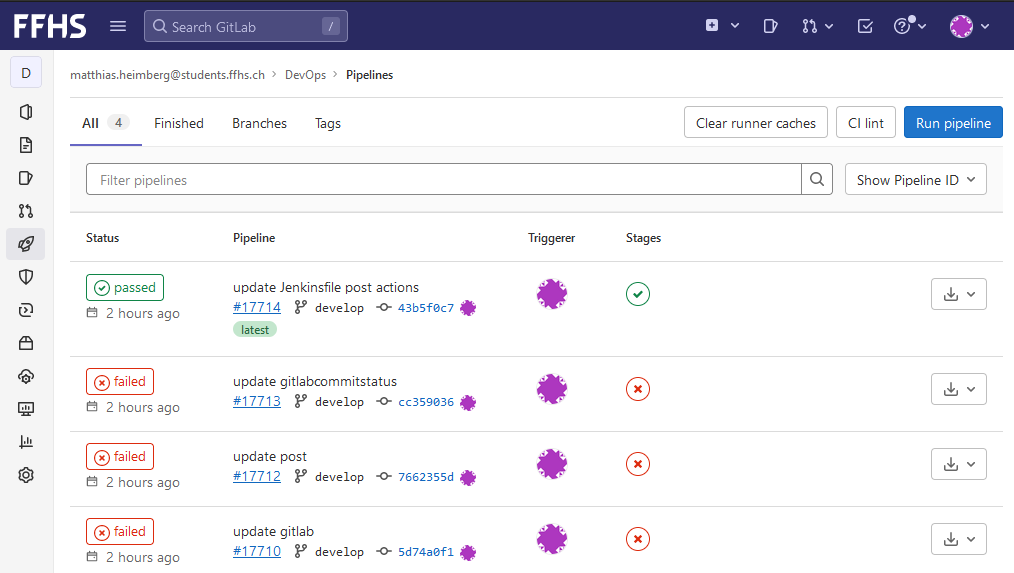 FFHS Search GitLab /
D matthias.heimberg@students.ffhs.ch > DevOps > Pipelines
All 4 Finished Branches Tags Clear runner caches CI lint Run pipeline
Filter pipelines Show Pipeline ID
Status Pipeline Triggerer Stages
passed update Jenkinsfile post actions
2 hours ago #17714 develop 43b5f0c7
latest
failed update gitlabcommitstatus
2 hours ago #17713 develop cc359036
failed update post
2 hours ago #17712 develop 7662355d
failed update gitlab
2 hours ago #17710 develop 5d74a0f1